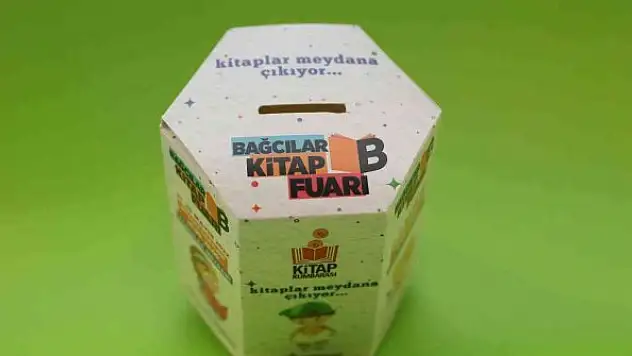 kitaplar meydana
çıkıyor...
BAĞCILAR
KİTAP B
FUARI
KİTAP
KUMBARASI
kitaplar meydana
çıkıyor...